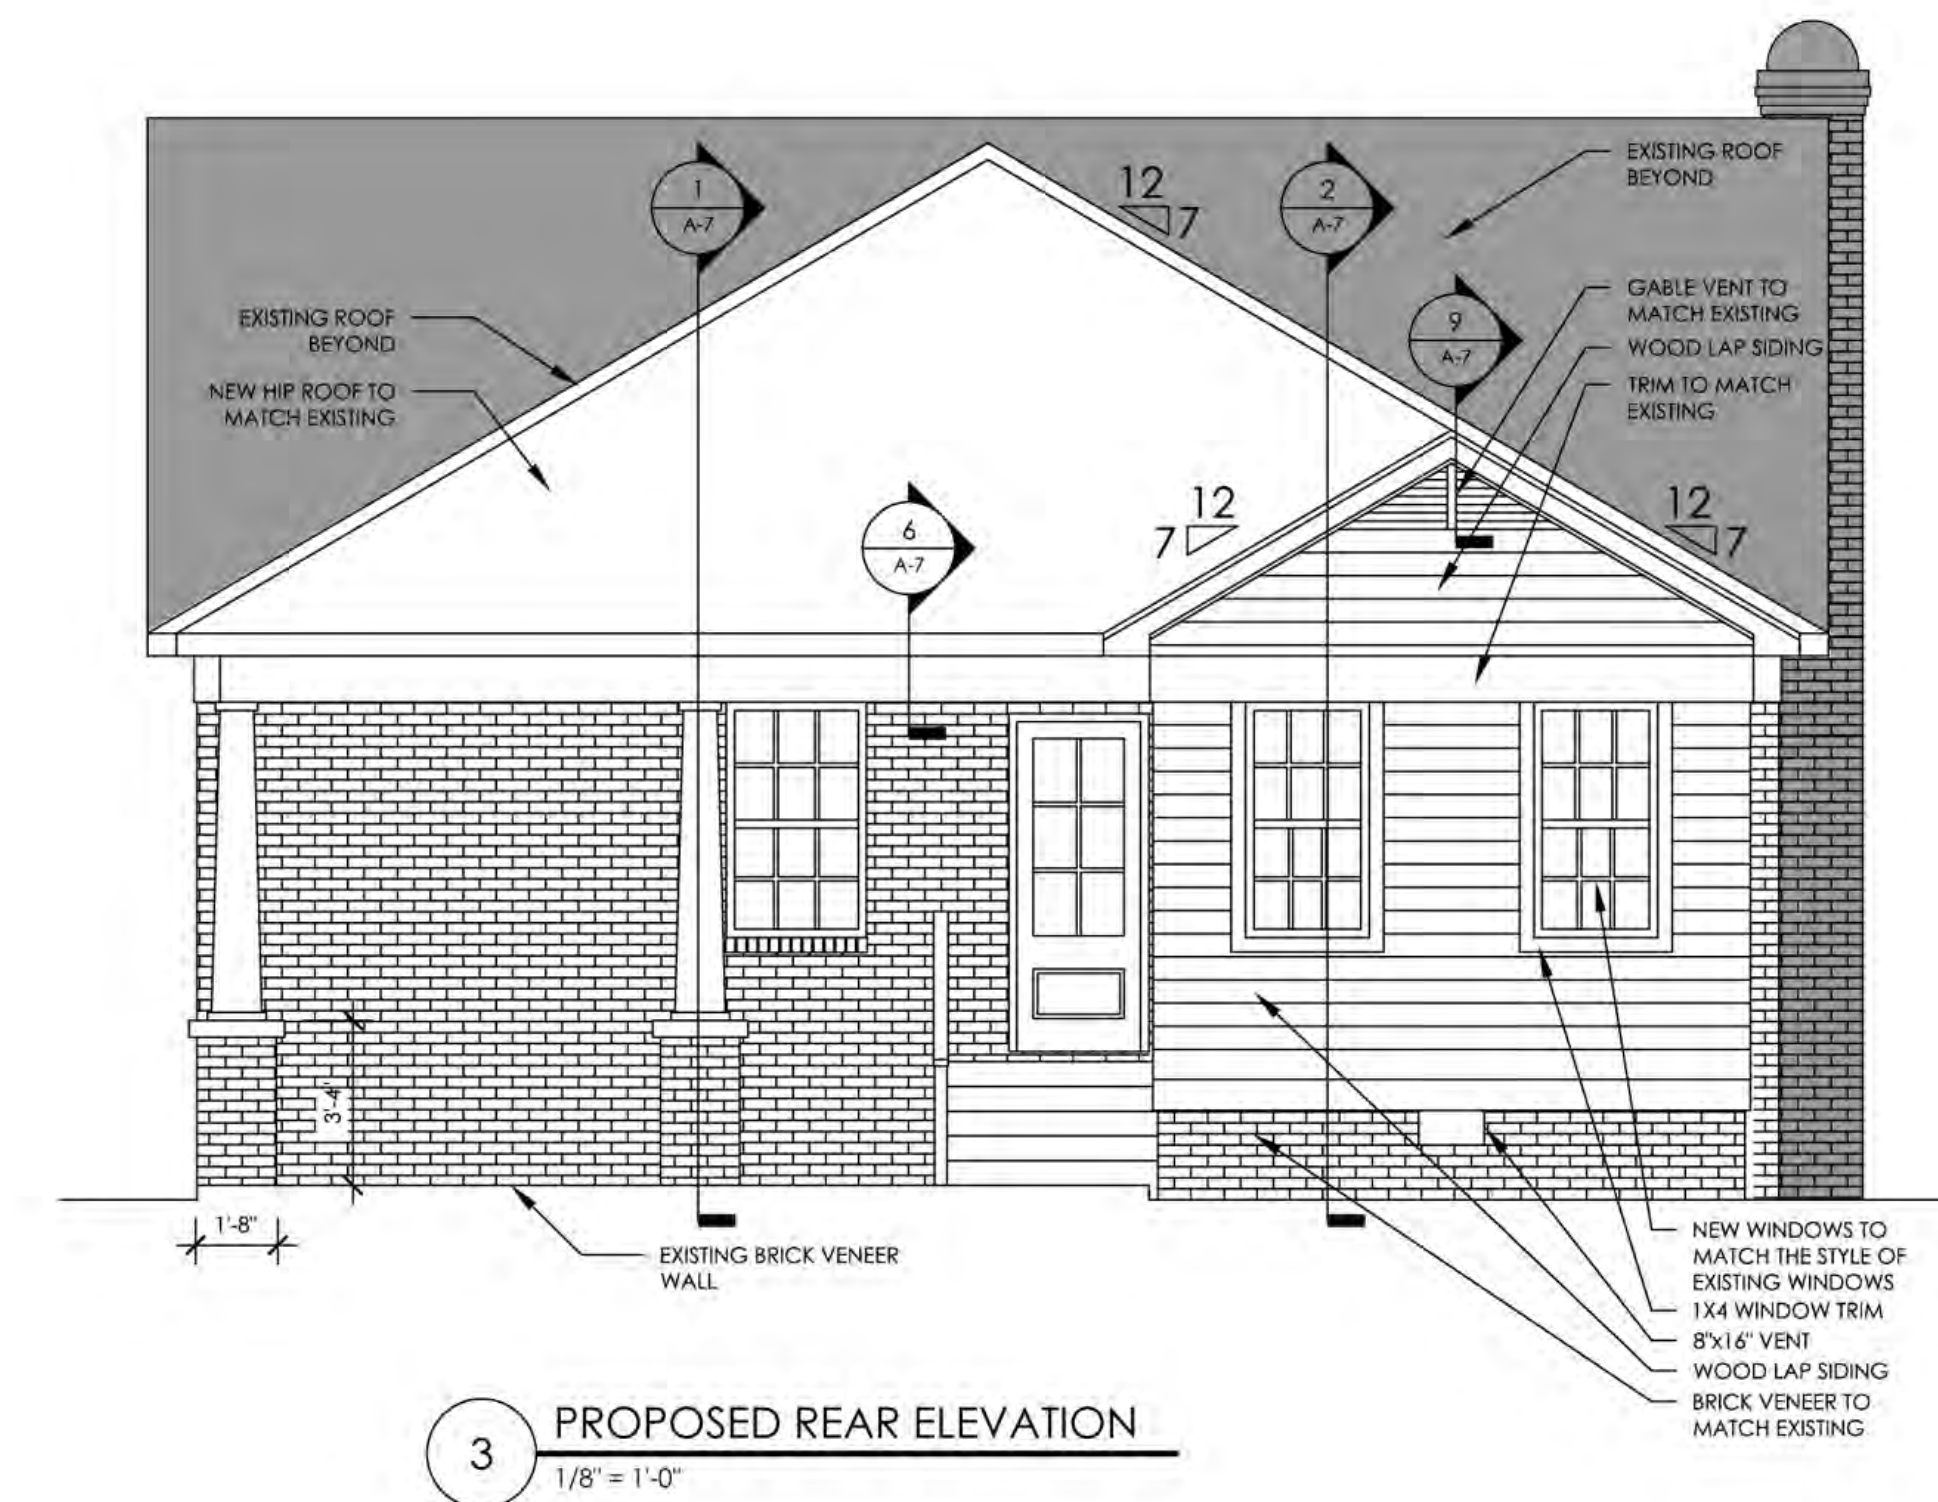 1
A-7
12
7
2
A-7
EXISTING ROOF
BEYOND
9
A-7
GABLE VENT TO
MATCH EXISTING
WOOD LAP SIDING
TRIM TO MATCH
EXISTING
EXISTING ROOF
BEYOND
NEW HIP ROOF TO
MATCH EXISTING
6
A-7
12
7
12
7
3'-4"
1'-8"
EXISTING BRICK VENEER
WALL
NEW WINDOWS TO
MATCH THE STYLE OF
EXISTING WINDOWS
1X4 WINDOW TRIM
8"x16" VENT
WOOD LAP SIDING
BRICK VENEER TO
MATCH EXISTING
3
PROPOSED REAR ELEVATION
1/8" = 1'-0"